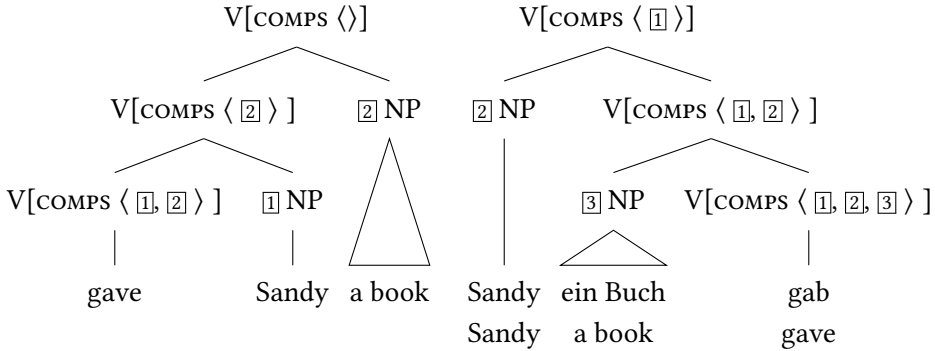 V[COMPS ⟨⟩] V[COMPS ⟨ 1 ⟩]
V[COMPS ⟨ 2 ⟩ ] 2 NP 2 NP V[COMPS ⟨ 1, 2 ⟩ ]
V[COMPS ⟨ 1, 2 ⟩ ] 1 NP 3 NP V[COMPS ⟨ 1, 2, 3 ⟩ ]
gave Sandy a book Sandy ein Buch gab
Sandy a book gave